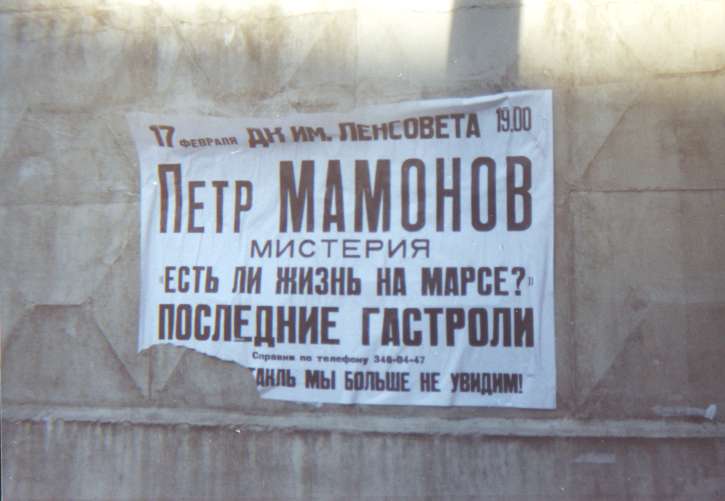 17 ФЕВРАЛЯ ДК ИМ. ЛЕНСОВЕТА 19.00
ПЕТР МАМОНОВ
МИСТЕРИЯ
"ЕСТЬ ЛИ ЖИЗНЬ НА МАРСЕ?"
ПОСЛЕДНИЕ ГАСТРОЛИ
Справки по телефону 346-04-47
ТАКЛЬ МЫ БОЛЬШЕ НЕ УВИДИМ!